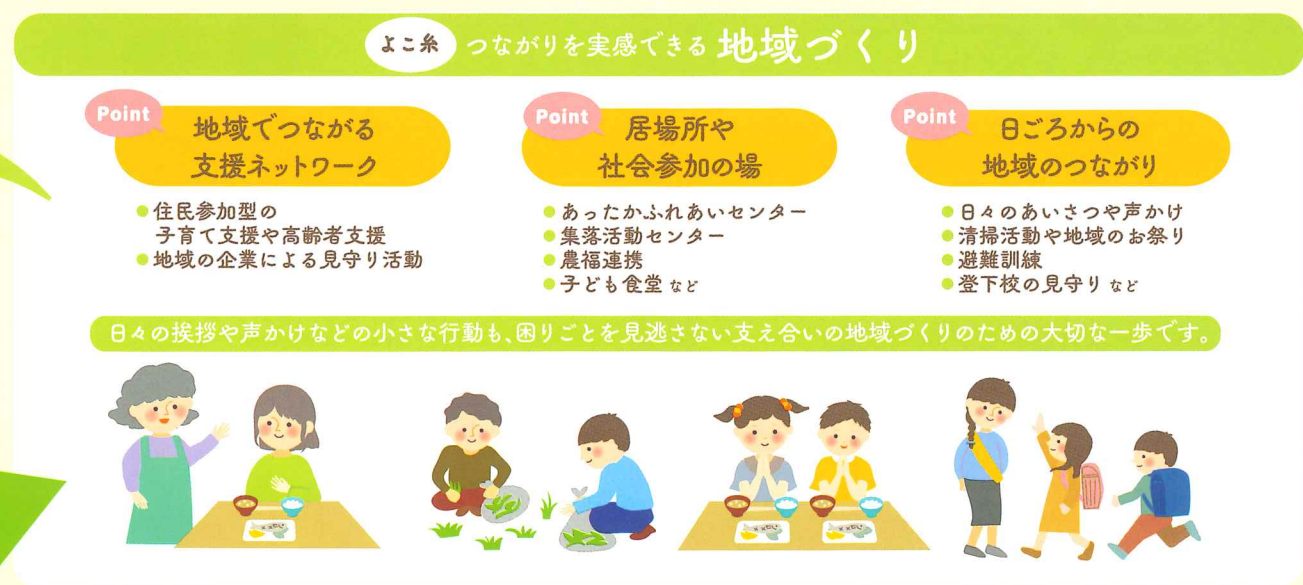 よこ糸 つながりを実感できる 地域づくり
Point
地域でつながる
支援ネットワーク
●住民参加型の
子育て支援や高齢者支援
●地域の企業による見守り活動
Point
居場所や
社会参加の場
●あったかふれあいセンター
●集落活動センター
●農福連携
●子ども食堂 など
Point
日ごろからの
地域のつながり
●日々のあいさつや声かけ
●清掃活動や地域のお祭り
●避難訓練
●登下校の見守り など
日々の挨拶や声かけなどの小さな行動も、困りごとを見逃さない支え合いの地域づくりのための大切な一歩です。